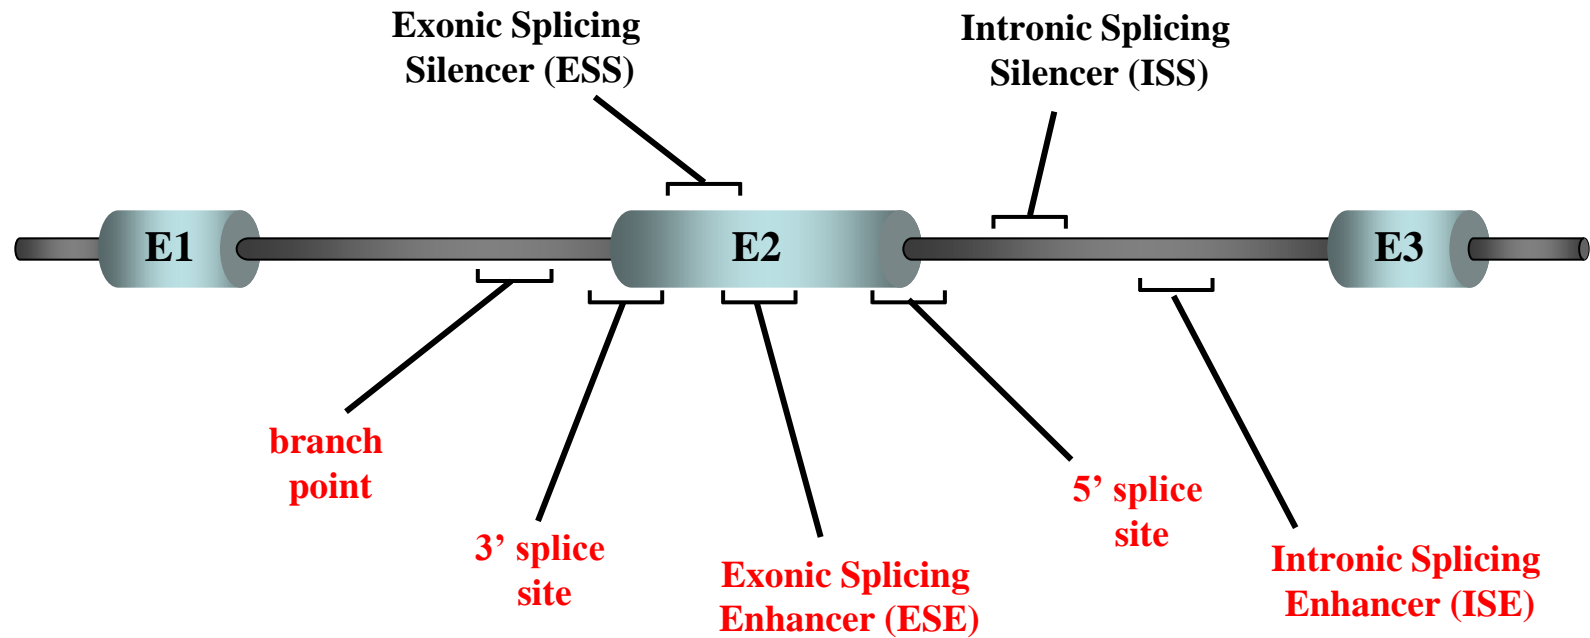 Exonic Splicing
Silencer (ESS)
Intronic Splicing
Silencer (ISS)
E1
E2
E3
branch
point
3’ splice
site
Exonic Splicing
Enhancer (ESE)
5’ splice
site
Intronic Splicing
Enhancer (ISE)